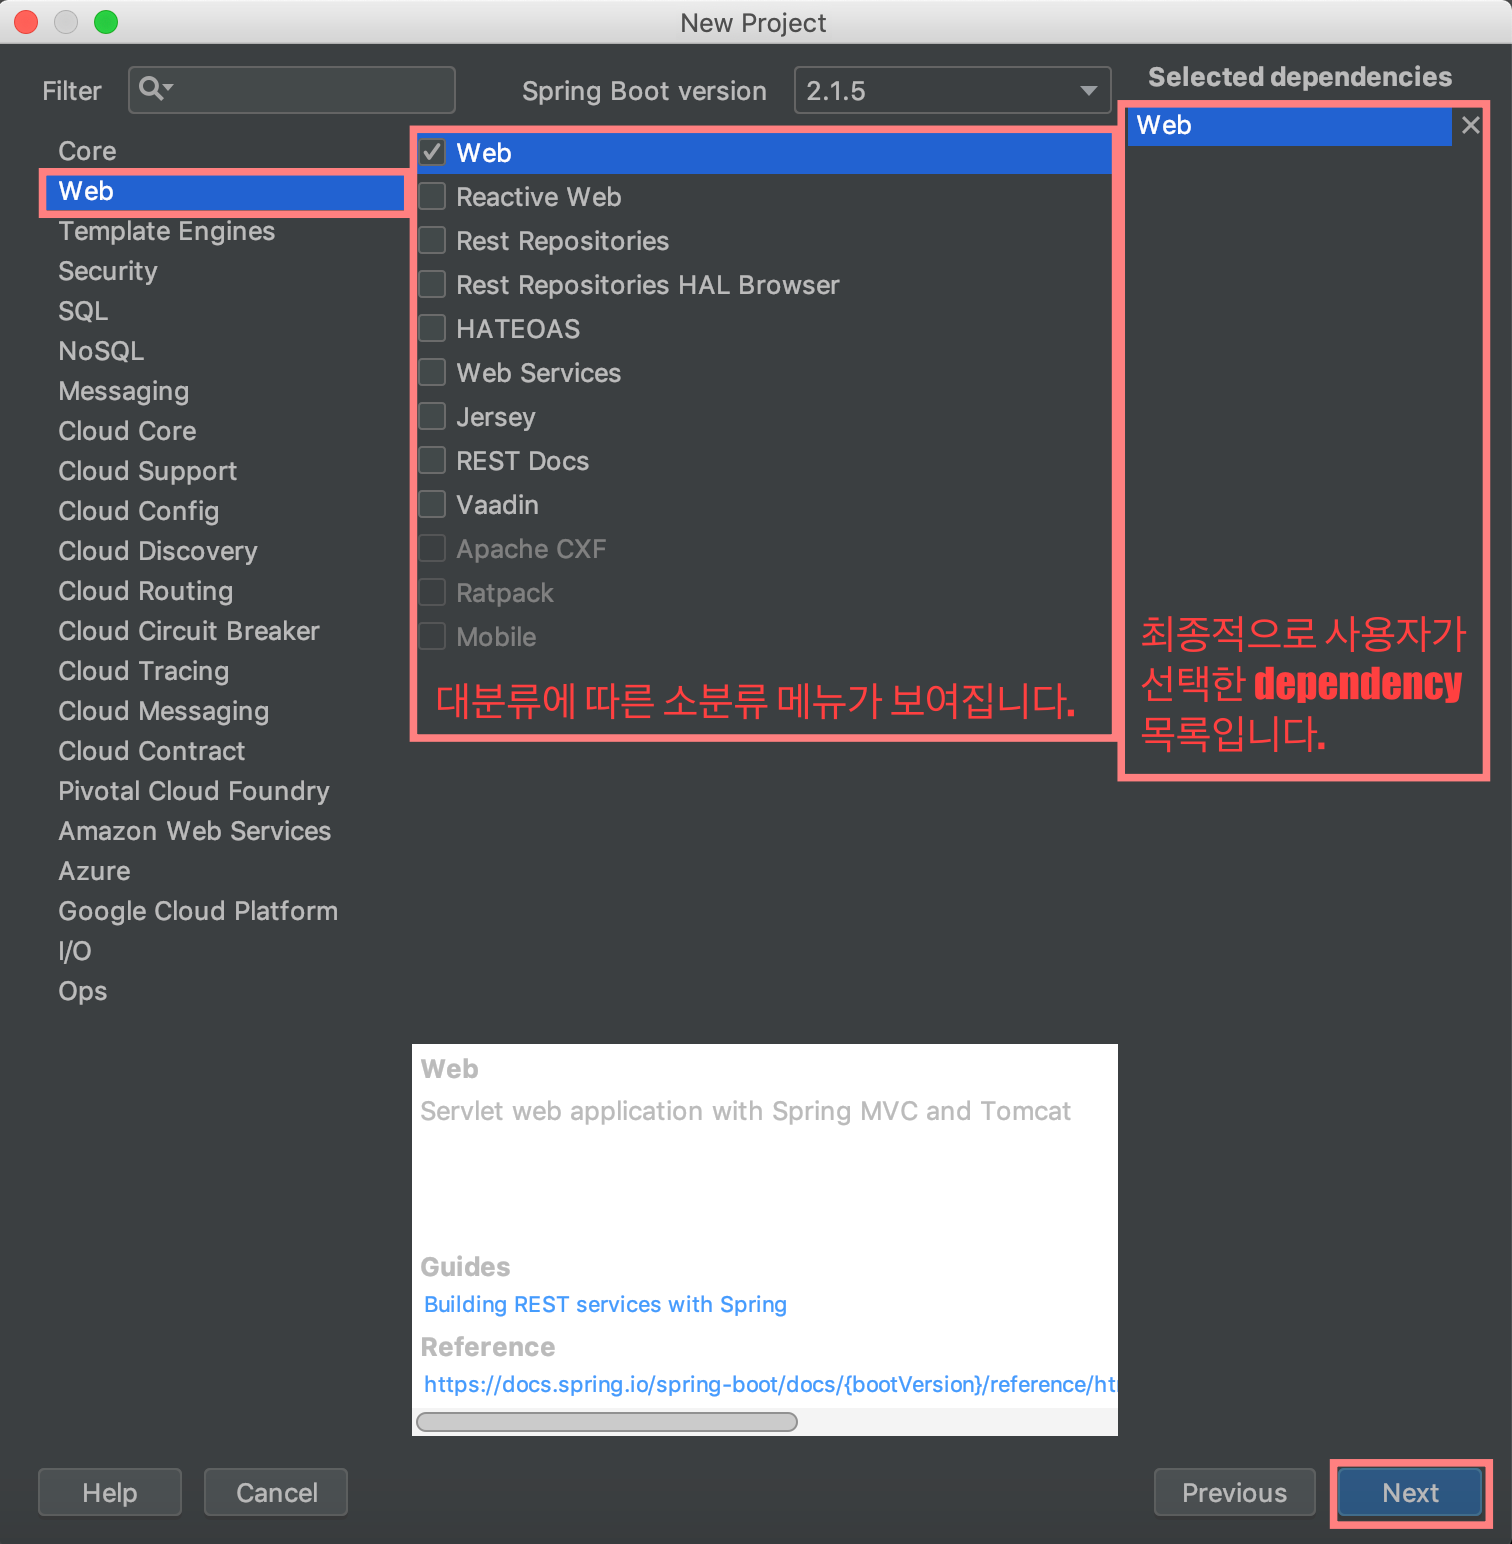 New Project
Filter
Spring Boot version
2.1.5
Selected dependencies
Core
Web
Template Engines
Security
SQL
NoSQL
Messaging
Cloud Core
Cloud Support
Cloud Config
Cloud Discovery
Cloud Routing
Cloud Circuit Breaker
Cloud Tracing
Cloud Messaging
Cloud Contract
Pivotal Cloud Foundry
Amazon Web Services
Azure
Google Cloud Platform
I/O
Ops
Web
Reactive Web
Rest Repositories
Rest Repositories HAL Browser
HATEOAS
Web Services
Jersey
REST Docs
Vaadin
Apache CXF
Ratpack
Mobile
대분류에 따른 소분류 메뉴가 보여집니다.
Web
최종적으로 사용자가
선택한 dependency
목록입니다.
Web
Servlet web application with Spring MVC and Tomcat
Guides
Building REST services with Spring
Reference
https://docs.spring.io/spring-boot/docs/{bootVersion}/reference/ht
Help
Cancel
Previous
Next